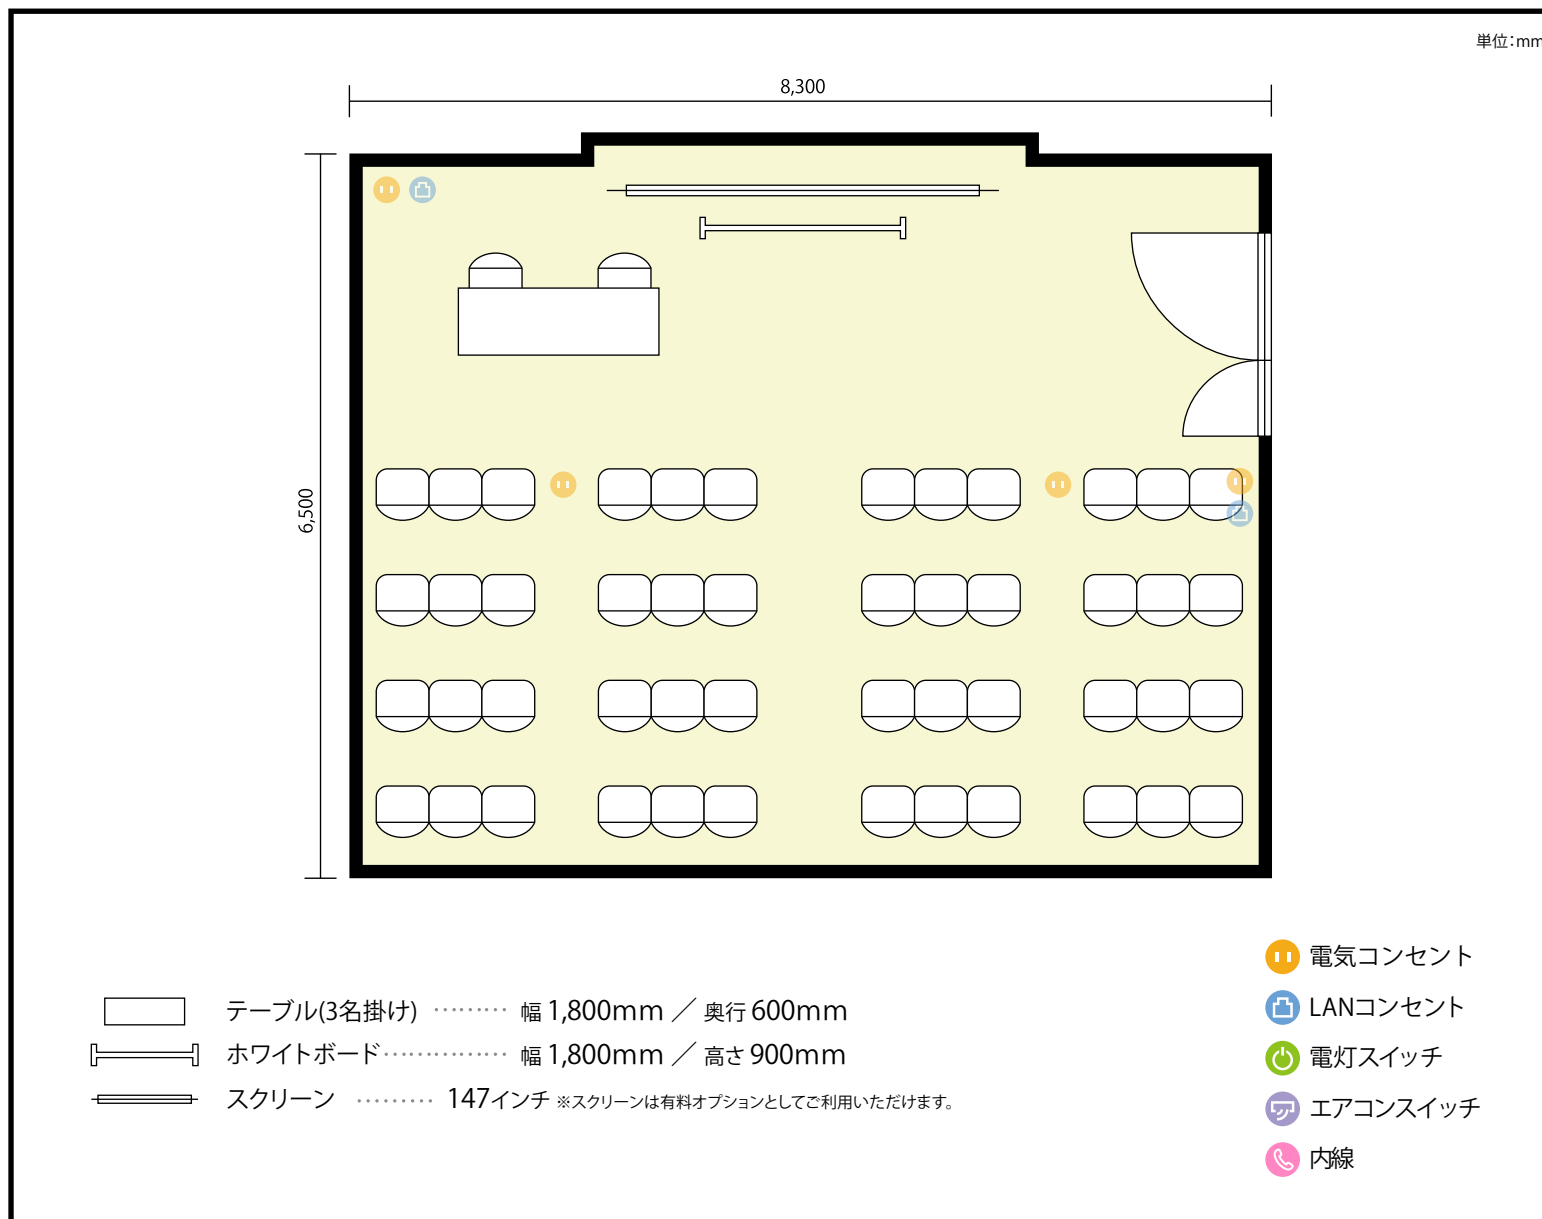 単位：mm
8,300
6,500
電気コンセント
LANコンセント
電灯スイッチ
エアコンスイッチ
内線
テーブル(3名掛け) ········· 幅 1,800mm ／ 奥行 600mm
ホワイトボード ··············· 幅 1,800mm ／ 高さ 900mm
スクリーン ········· 147インチ ※スクリーンは有料オプションとしてご利用いただけます。